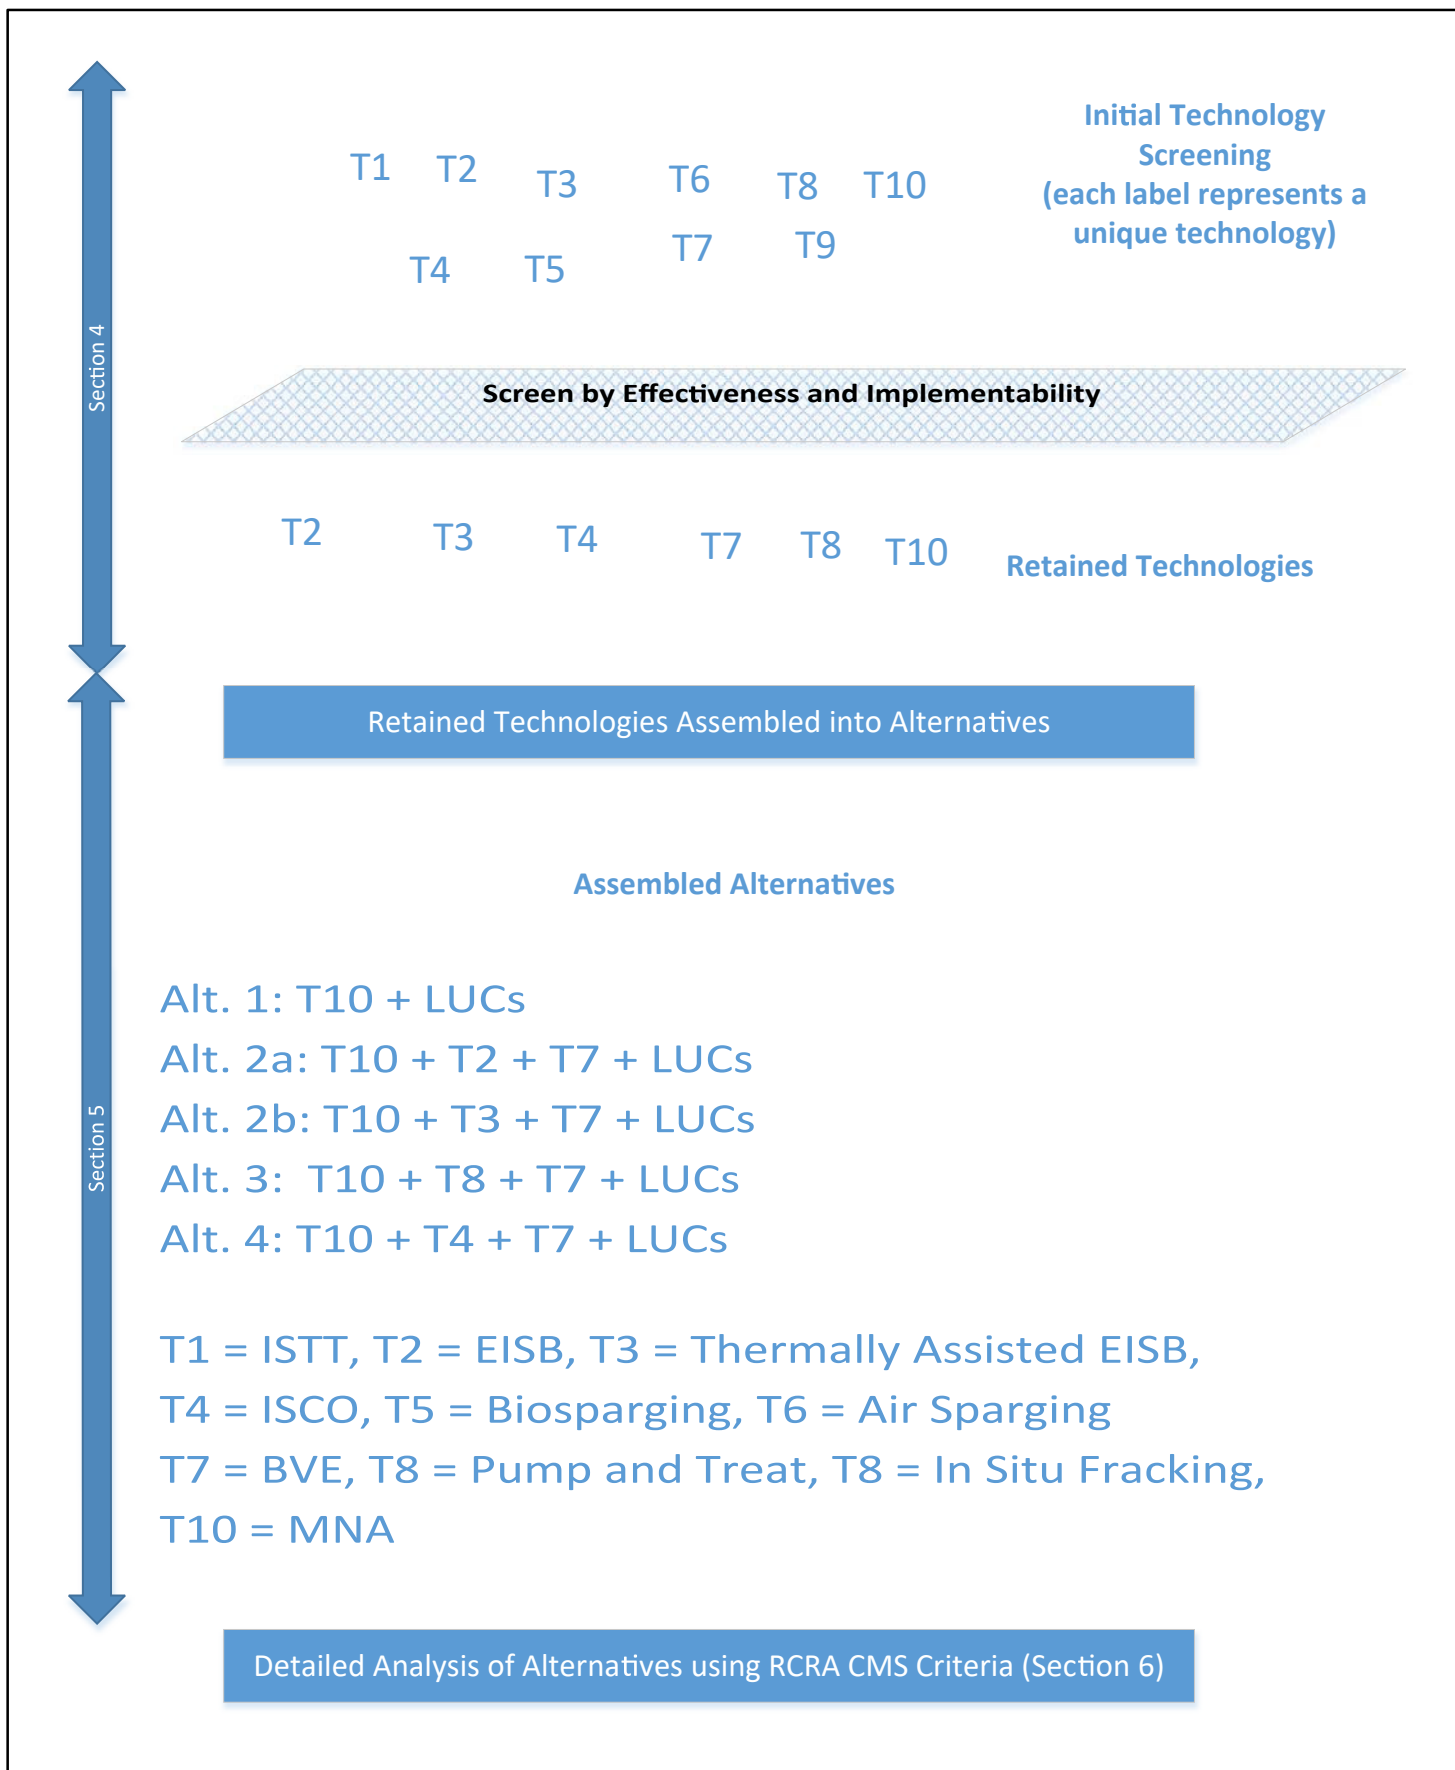 Initial Technology
Screening
(each label represents a
unique technology)
T1 T2 T3 T6 T8 T10
T4 T5 T7 T9
Section 4
Screen by Effectiveness and Implementability
T2 T3 T4 T7 T8 T10
Retained Technologies
Retained Technologies Assembled into Alternatives
Assembled Alternatives
Section 5
Alt. 1: T10 + LUCs
Alt. 2a: T10 + T2 + T7 + LUCs
Alt. 2b: T10 + T3 + T7 + LUCs
Alt. 3: T10 + T8 + T7 + LUCs
Alt. 4: T10 + T4 + T7 + LUCs
T1 = ISTT, T2 = EISB, T3 = Thermally Assisted EISB,
T4 = ISCO, T5 = Biosparging, T6 = Air Sparging
T7 = BVE, T8 = Pump and Treat, T8 = In Situ Fracking,
T10 = MNA
Detailed Analysis of Alternatives using RCRA CMS Criteria (Section 6)